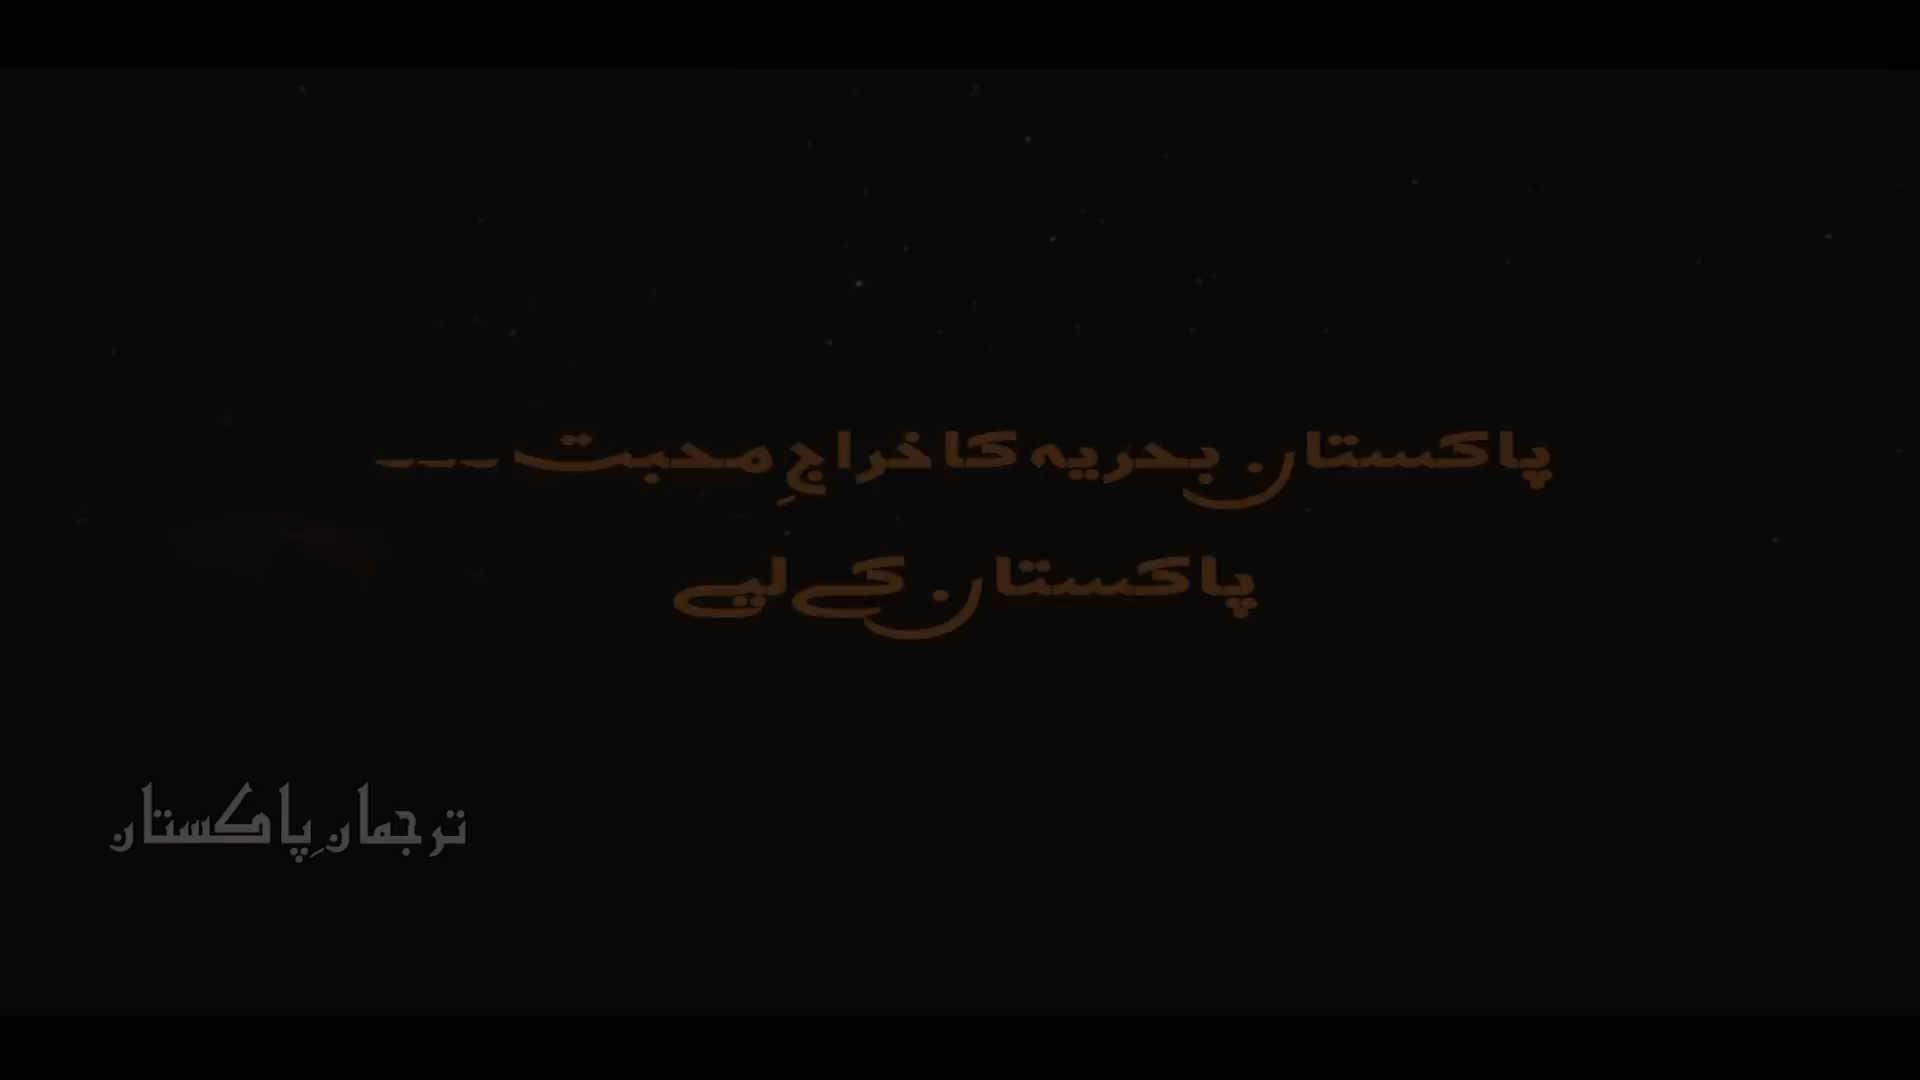 پاکستان بحریہ کا خراجِ محبت ---
پاکستان کے لیے
ترجمانِ پاکستان